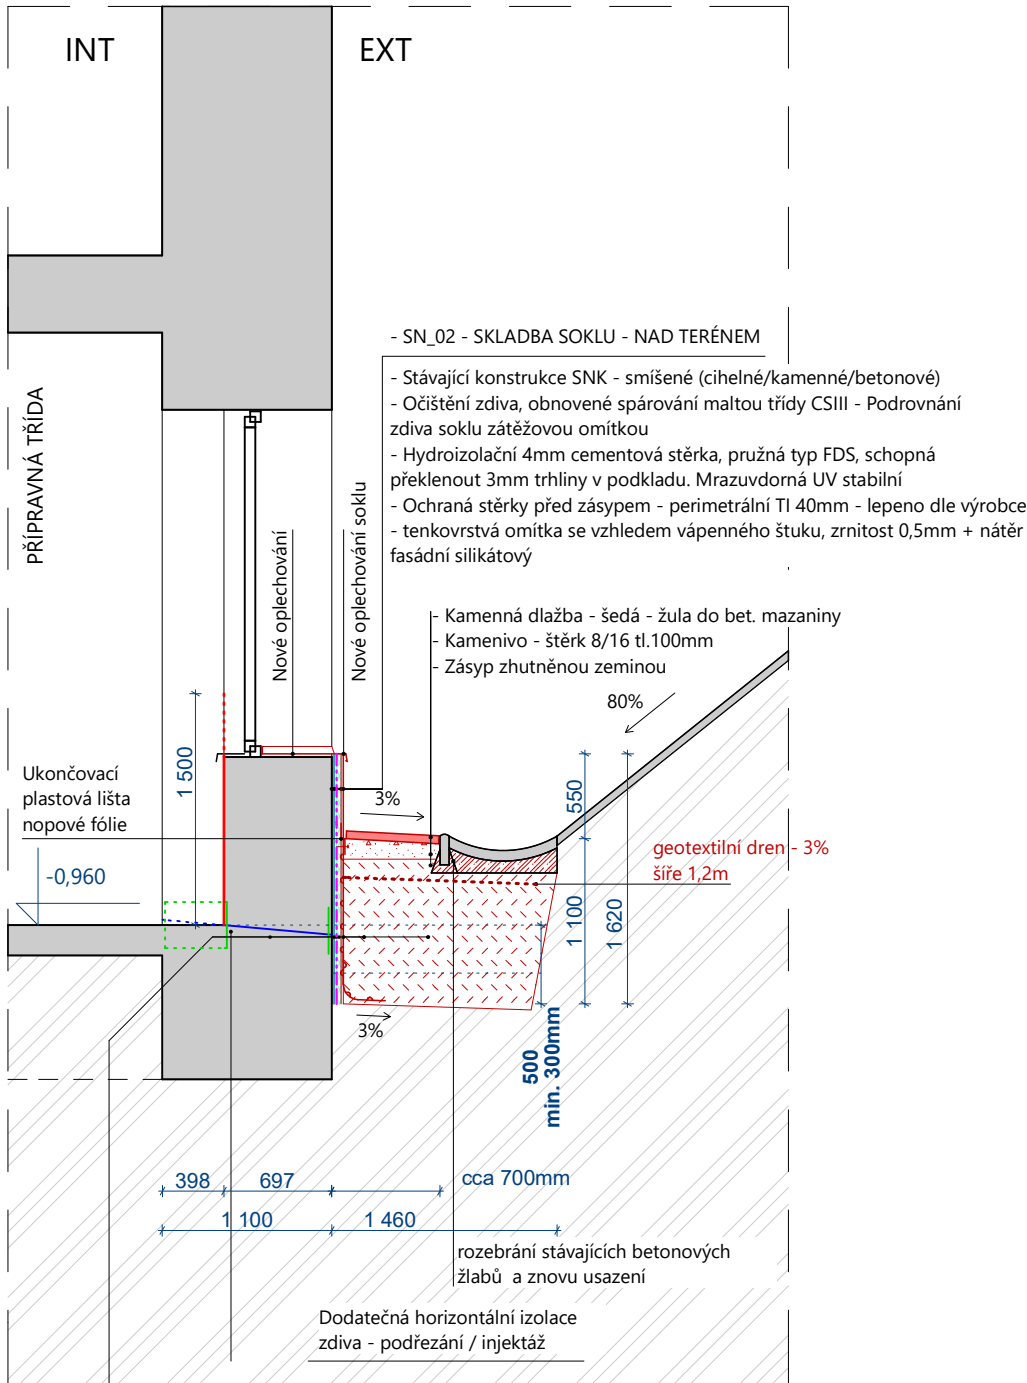 INT
EXT
- SN_02 - SKLADBA SOKLU - NAD TERÉNEM
- Stávající konstrukce SNK - smíšené (cihelné/kamenné/betonové)
- Očištění zdiva, obnovené spárování maltou třídy CSIII - Podrovnání
zdiva soklu zátěžovou omítkou
- Hydroizolační 4mm cementová stěrka, pružná typ FDS, schopná
překlenout 3mm trhliny v podkladu. Mrazuvdorná UV stabilní
- Ochraná stěrky před zásypem - perimetrální TI 40mm - lepeno dle výrobce
- tenkovrstvá omítka se vzhledem vápenného štuku, zrnitost 0,5mm + nátěr
fasádní silikátový
PŘÍPRAVNÁ TŘÍDA
Nové oplechování
Nové oplechování soklu
- Kamenná dlažba - šedá - žula do bet. mazaniny
- Kamenivo - štěrk 8/16 tl.100mm
- Zásyp zhutněnou zeminou
80%
1 500
Ukončovací
plastová lišta
nopové fólie
3%
550
geotextilní dren - 3%
šíře 1,2m
-0,960
1 100
1 620
3%
500
min. 300mm
398
697
cca 700mm
1 100
1 460
rozebrání stávajících betonových
žlabů a znovu usazení
Dodatečná horizontální izolace
zdiva - podřezání / injektáž